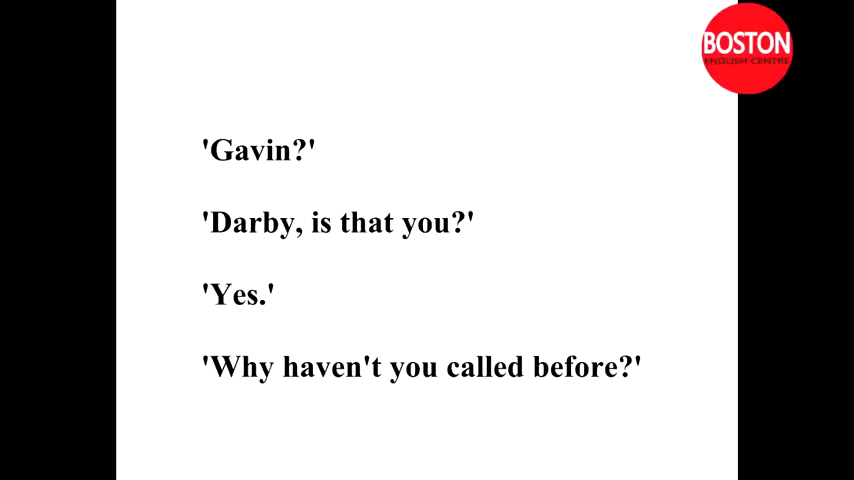 BOSTON
ENGLISH CENTRE
'Gavin?'
'Darby, is that you?'
'Yes.'
'Why haven't you called before?'